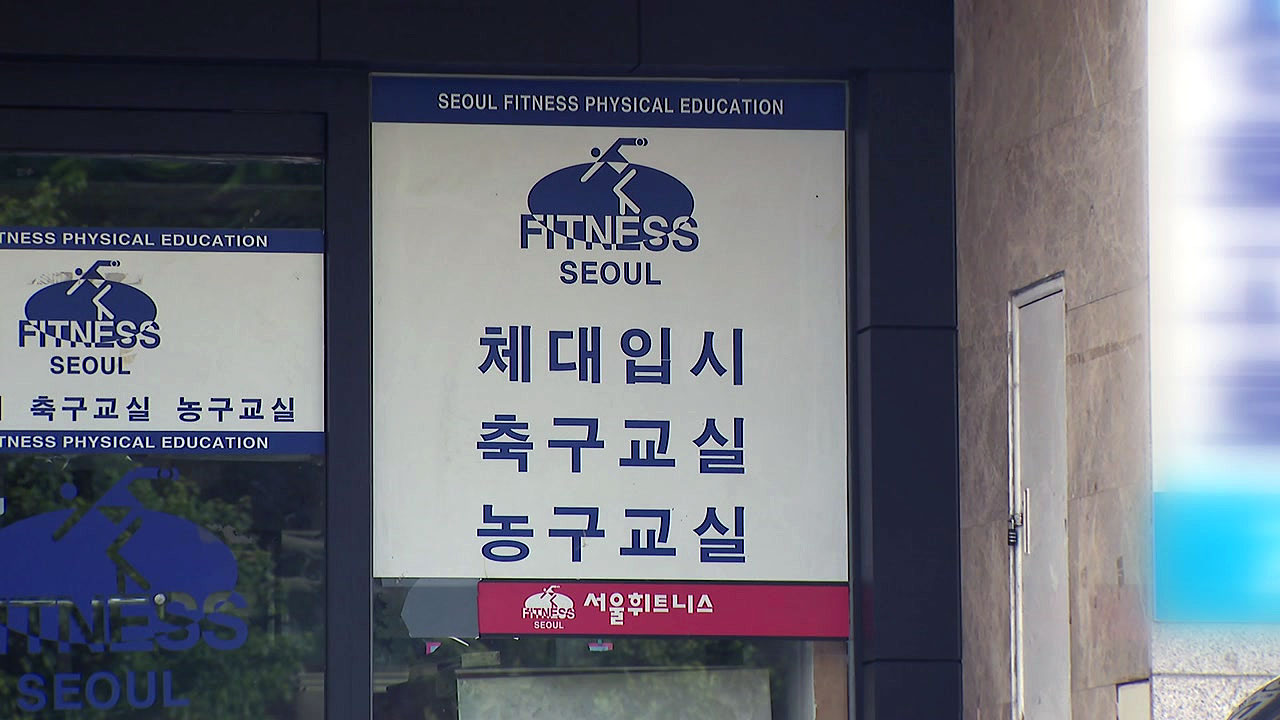 SEOUL FITNESS PHYSICAL EDUCATION
FITNESS
SEOUL
체대입시
축구교실
농구교실
FITNESS
SEOUL
서울휘트니스
TNESS PHYSICAL EDUCATION
FITNESS
SEOUL
축구교실 농구교실
TNESS PHYSICAL EDUCATION
ITNESS
SEOUL